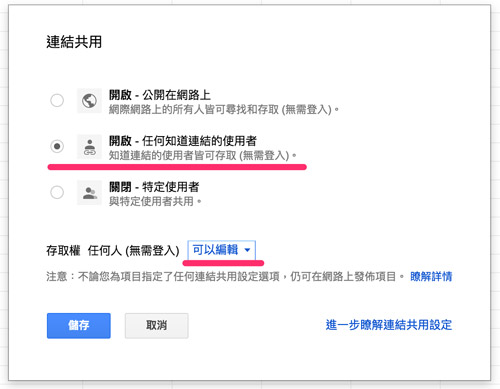 連結共用
開啟 - 公開在網路上
網際網路上的所有人皆可尋找和存取 (無需登入)。
開啟 - 任何知道連結的使用者
知道連結的使用者皆可存取 (無需登入)。
關閉 - 特定使用者
與特定使用者共用。
存取權 任何人 (無需登入) 可以編輯
注意：不論您為項目指定了任何連結共用設定選項，仍可在網路上發佈項目。 瞭解詳情
儲存 取消 進一步瞭解連結共用設定